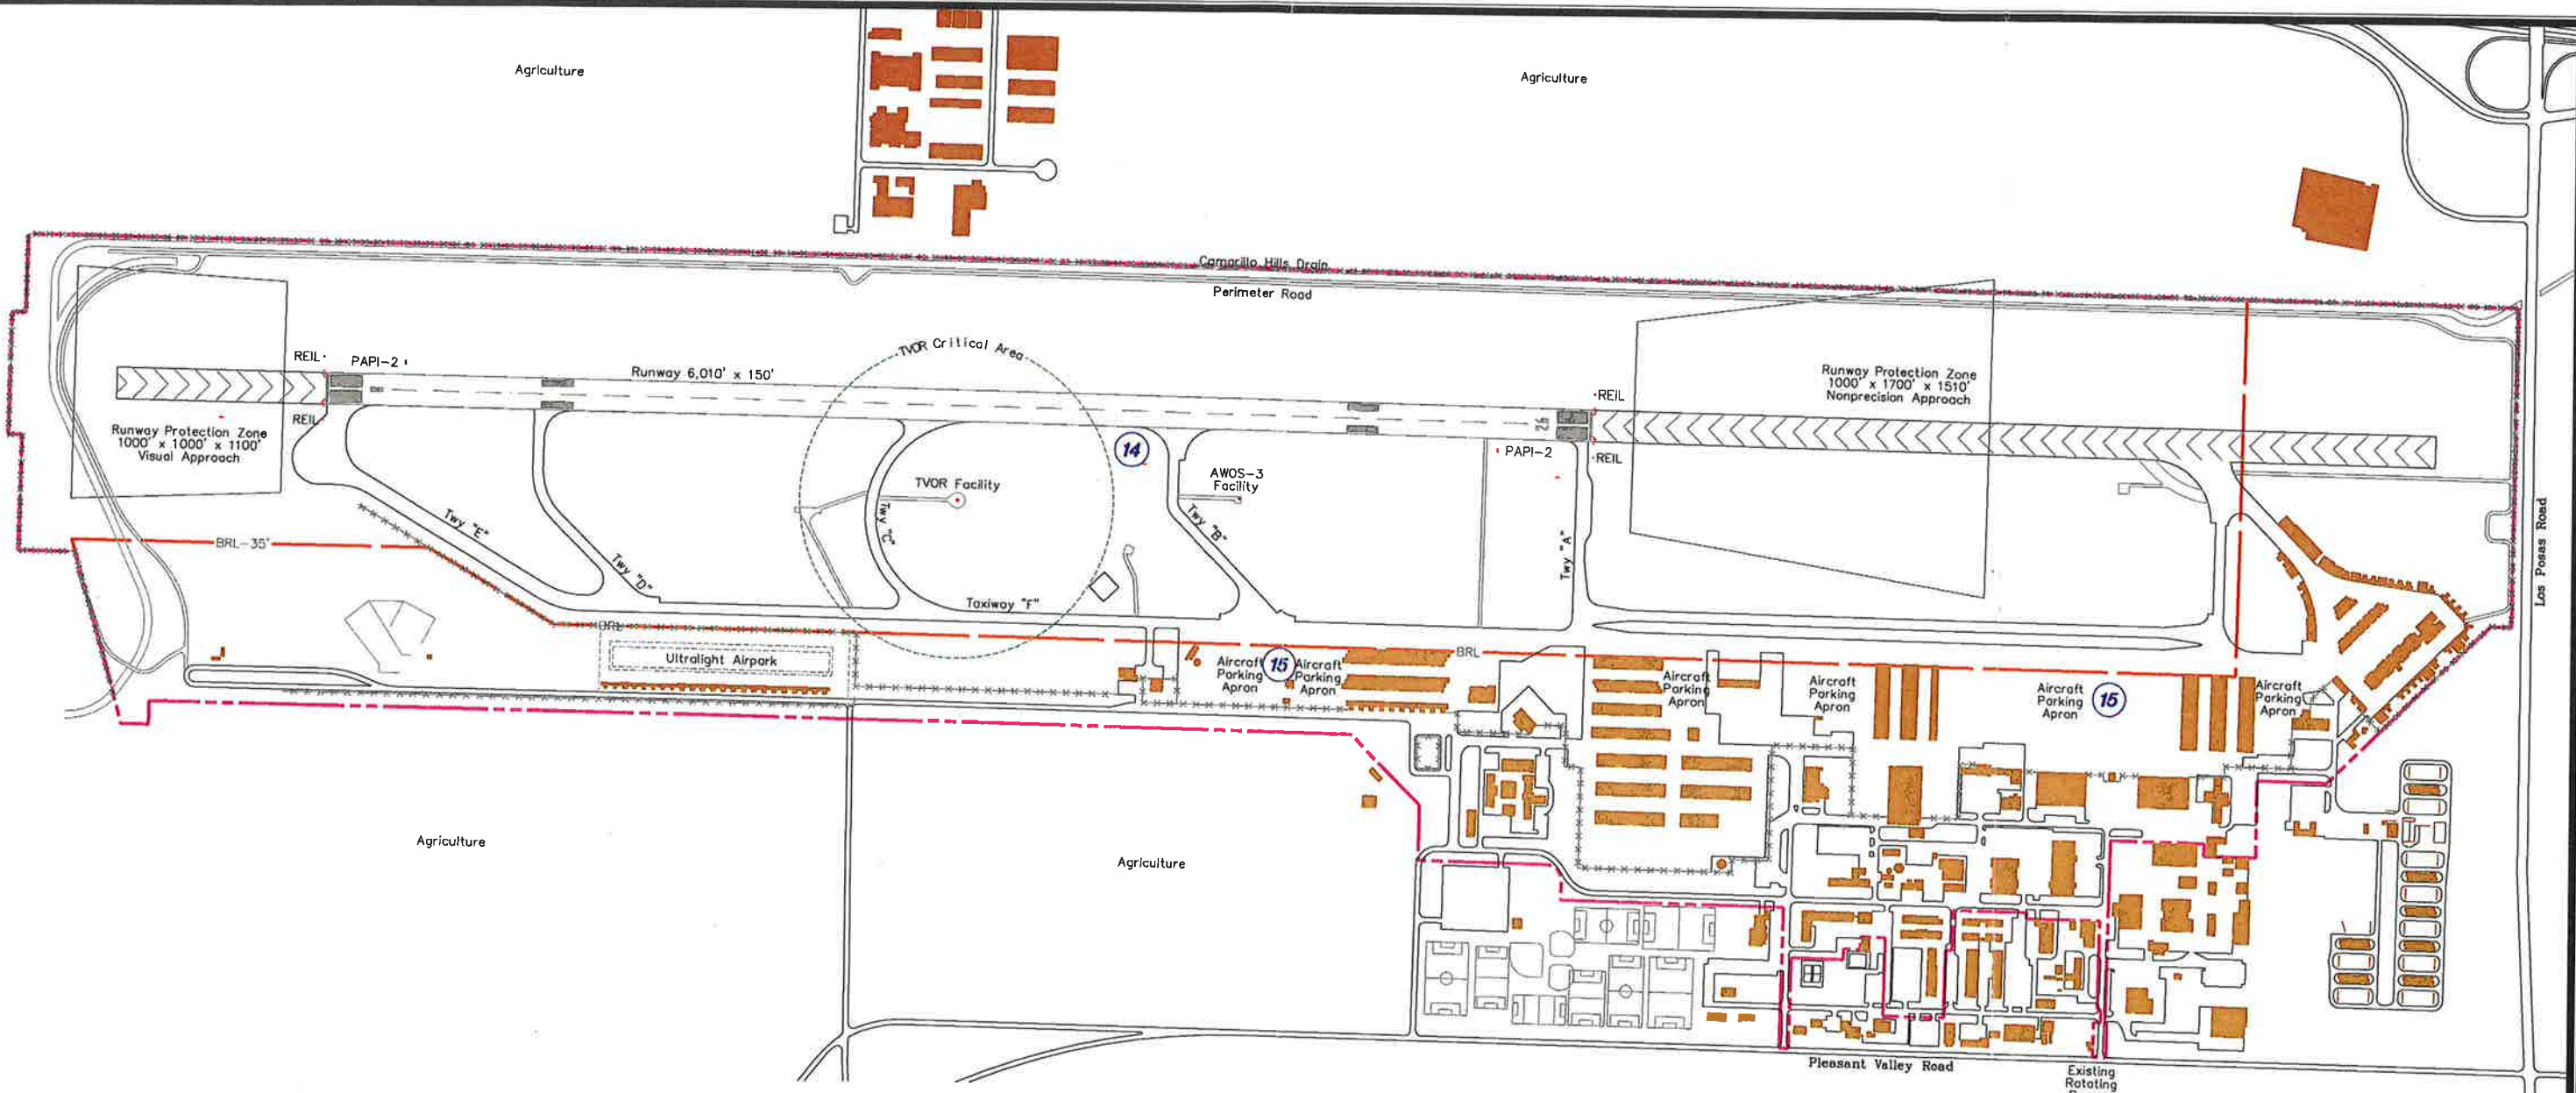 Agriculture
Agriculture
Camarillo Hills Drain
Perimeter Road
TVOR Critical Area
REIL
PAPI-2
Runway 6,010' x 150'
Runway Protection Zone
1000' x 1700' x 1510'
Nonprecision Approach
REIL
26
REIL
Runway Protection Zone
1000' x 1000' x 1100'
Visual Approach
14
PAPI-2
REIL
AWOS-3
Facility
TVOR Facility
Twy "E"
Twy "C"
Twy "B"
Twy "A"
Los Posas Road
BRL-35'
Twy "D"
Taxiway "F"
BRL
Ultralight Airpark
BRL
Aircraft
Parking
Apron
15
Aircraft
Parking
Apron
Aircraft
Parking
Apron
Aircraft
Parking
Apron
Aircraft
Parking
Apron
15
Aircraft
Parking
Apron
Agriculture
Agriculture
Pleasant Valley Road
Existing
Rotating